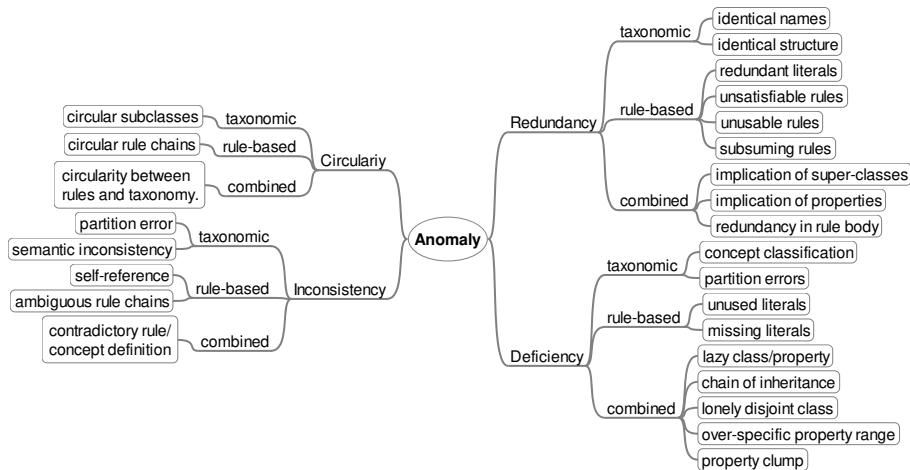 circular subclasses
taxonomic
circular rule chains
rule-based
circularity between
rules and taxonomy.
combined
Circulariy
partition error
semantic inconsistency
taxonomic
self-reference
ambiguous rule chains
rule-based
contradictory rule/
concept definition
combined
Inconsistency
Anomaly
Redundancy
taxonomic
identical names
identical structure
rule-based
redundant literals
unsatisfiable rules
unusable rules
subsuming rules
combined
implication of super-classes
implication of properties
redundancy in rule body
Deficiency
taxonomic
concept classification
partition errors
rule-based
unused literals
missing literals
combined
lazy class/property
chain of inheritance
lonely disjoint class
over-specific property range
property clump